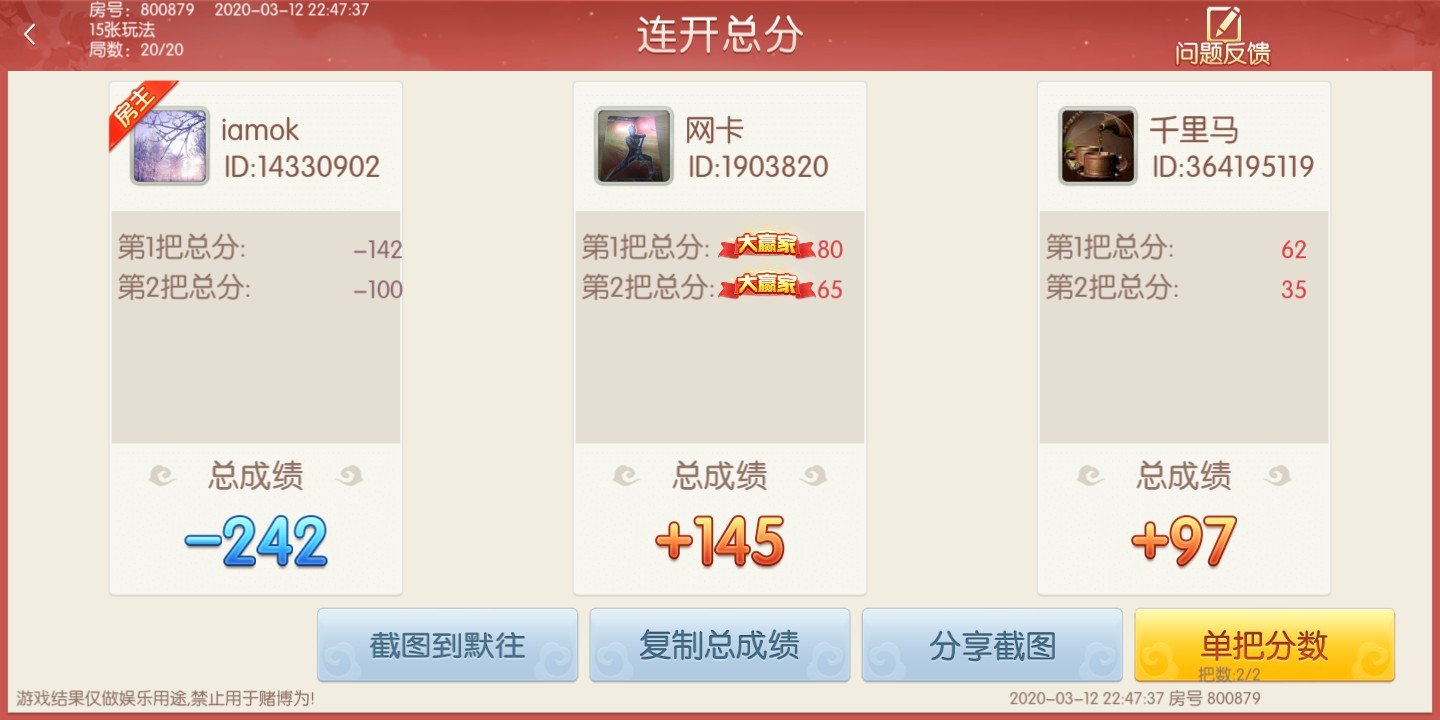 房号：800879 2020-03-12 22:47:37
15张玩法
局数：20/20
连开总分
问题反馈
房主
iamok
ID:14330902
第1把总分: -142
第2把总分: -100
总成绩
-242
网卡
ID:1903820
第1把总分: 大赢家 80
第2把总分: 大赢家 65
总成绩
+145
千里马
ID:364195119
第1把总分: 62
第2把总分: 35
总成绩
+97
截图到默往
复制总成绩
分享截图
单把分数
把数:2/2
游戏结果仅做娱乐用途,禁止用于赌博为!
2020-03-12 22:47:37 房号 800879